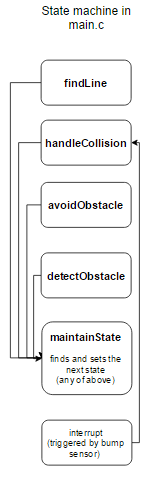 State machine in
main.c
findLine
handleCollision
avoidObstacle
detectObstacle
maintainState
finds and sets the
next state
(any of above)
interrupt
(triggered by bump
sensor)